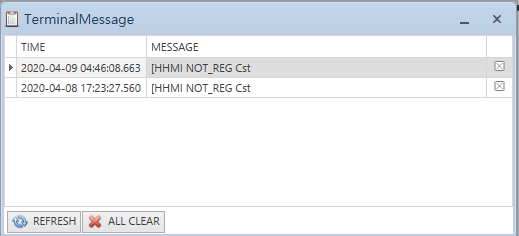 TerminalMessage
TIME MESSAGE
2020-04-09 04:46:08.663 [HHMI NOT_REG Cst
2020-04-08 17:23:27.560 [HHMI NOT_REG Cst
REFRESH ALL CLEAR